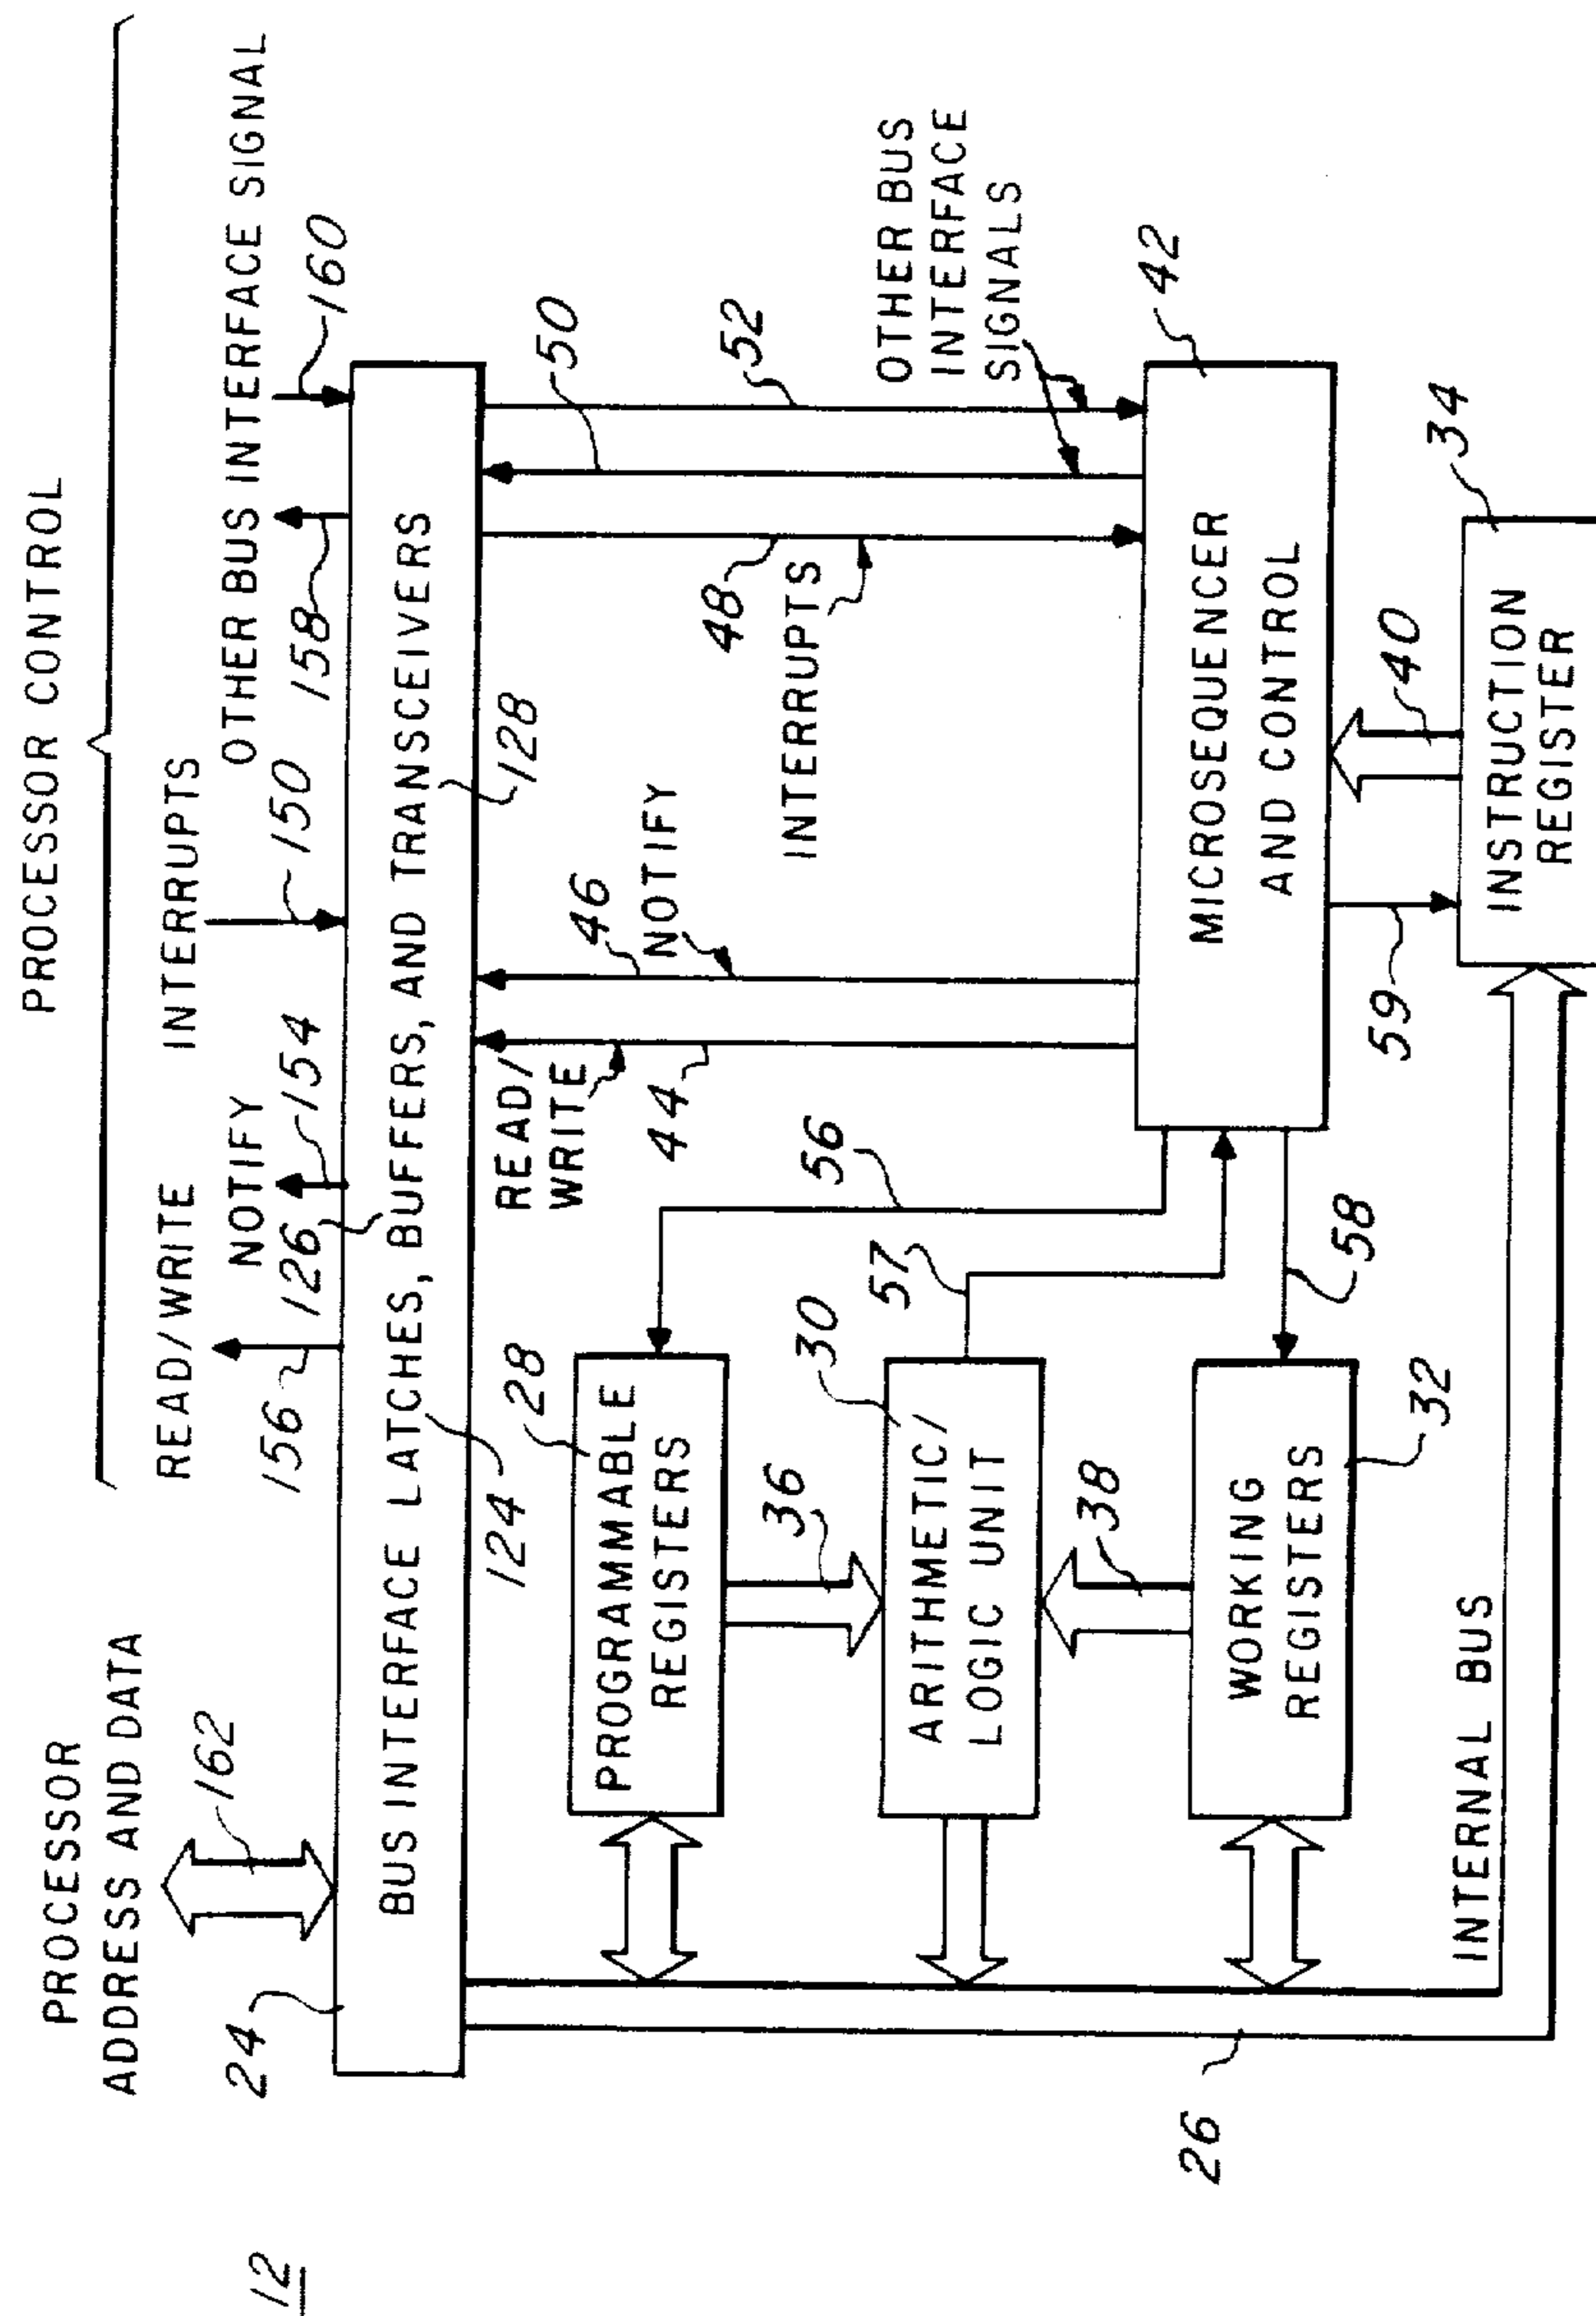 12
PROCESSOR
ADDRESS AND DATA
162
24
PROCESSOR CONTROL
READ/WRITE
156
NOTIFY
154
126
INTERRUPTS
150
OTHER BUS INTERFACE SIGNAL
158
160
BUS INTERFACE LATCHES, BUFFERS, AND TRANSCEIVERS
124
128
READ/
WRITE
44
46
NOTIFY
48
INTERRUPTS
50
52
OTHER BUS
INTERFACE
SIGNALS
PROGRAMMABLE
REGISTERS
28
36
56
ARITHMETIC/
LOGIC UNIT
30
57
38
WORKING
REGISTERS
32
58
MICROSEQUENCER
AND CONTROL
42
59
40
INSTRUCTION
REGISTER
34
INTERNAL BUS
26